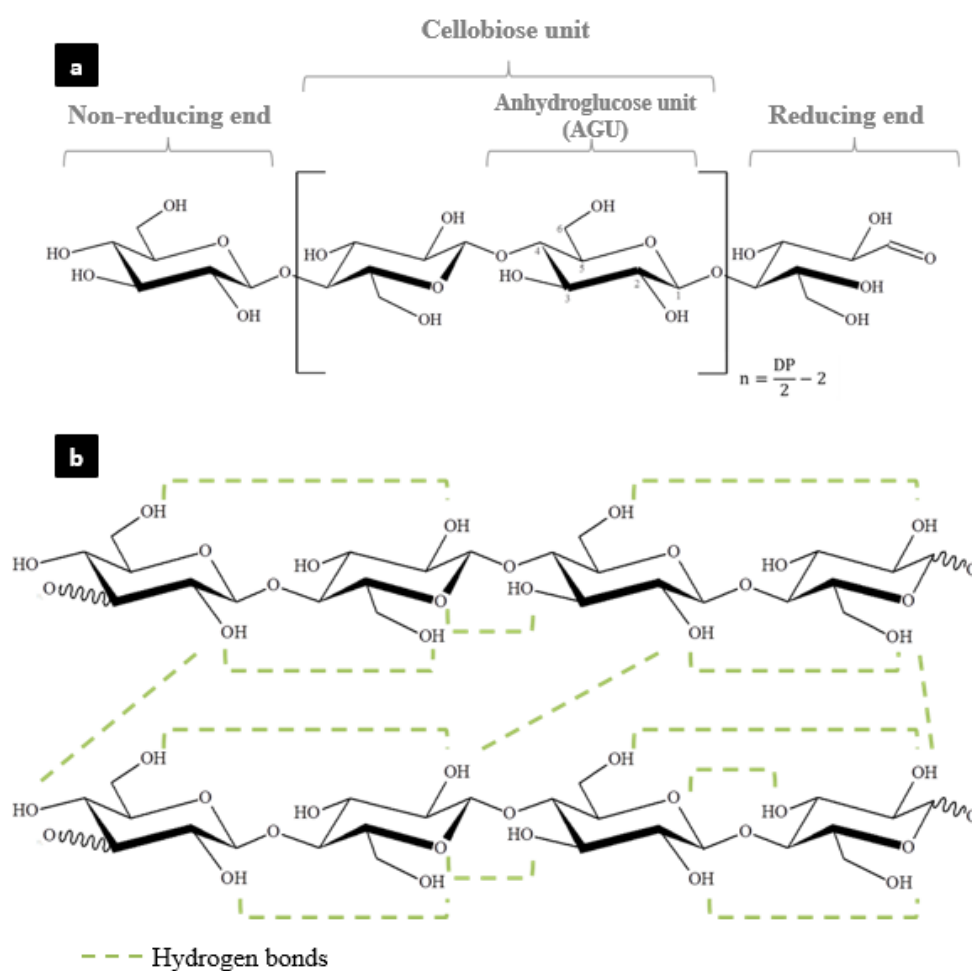 Cellobiose unit
a
Anhydroglucose unit
(AGU)
Non-reducing end
Reducing end
OH OH OH OH
HO O HO O 6 O HO
HO O O 4 5 O O
HO 3 2 1 OH
OH OH OH OH
n = DP/2 − 2
b
OH OH OH OH
HO O HO O O HO O
O O O HO O O
OH OH OH OH
OH OH OH OH
HO O HO O O HO O
O O O HO O O
OH OH OH OH
Hydrogen bonds